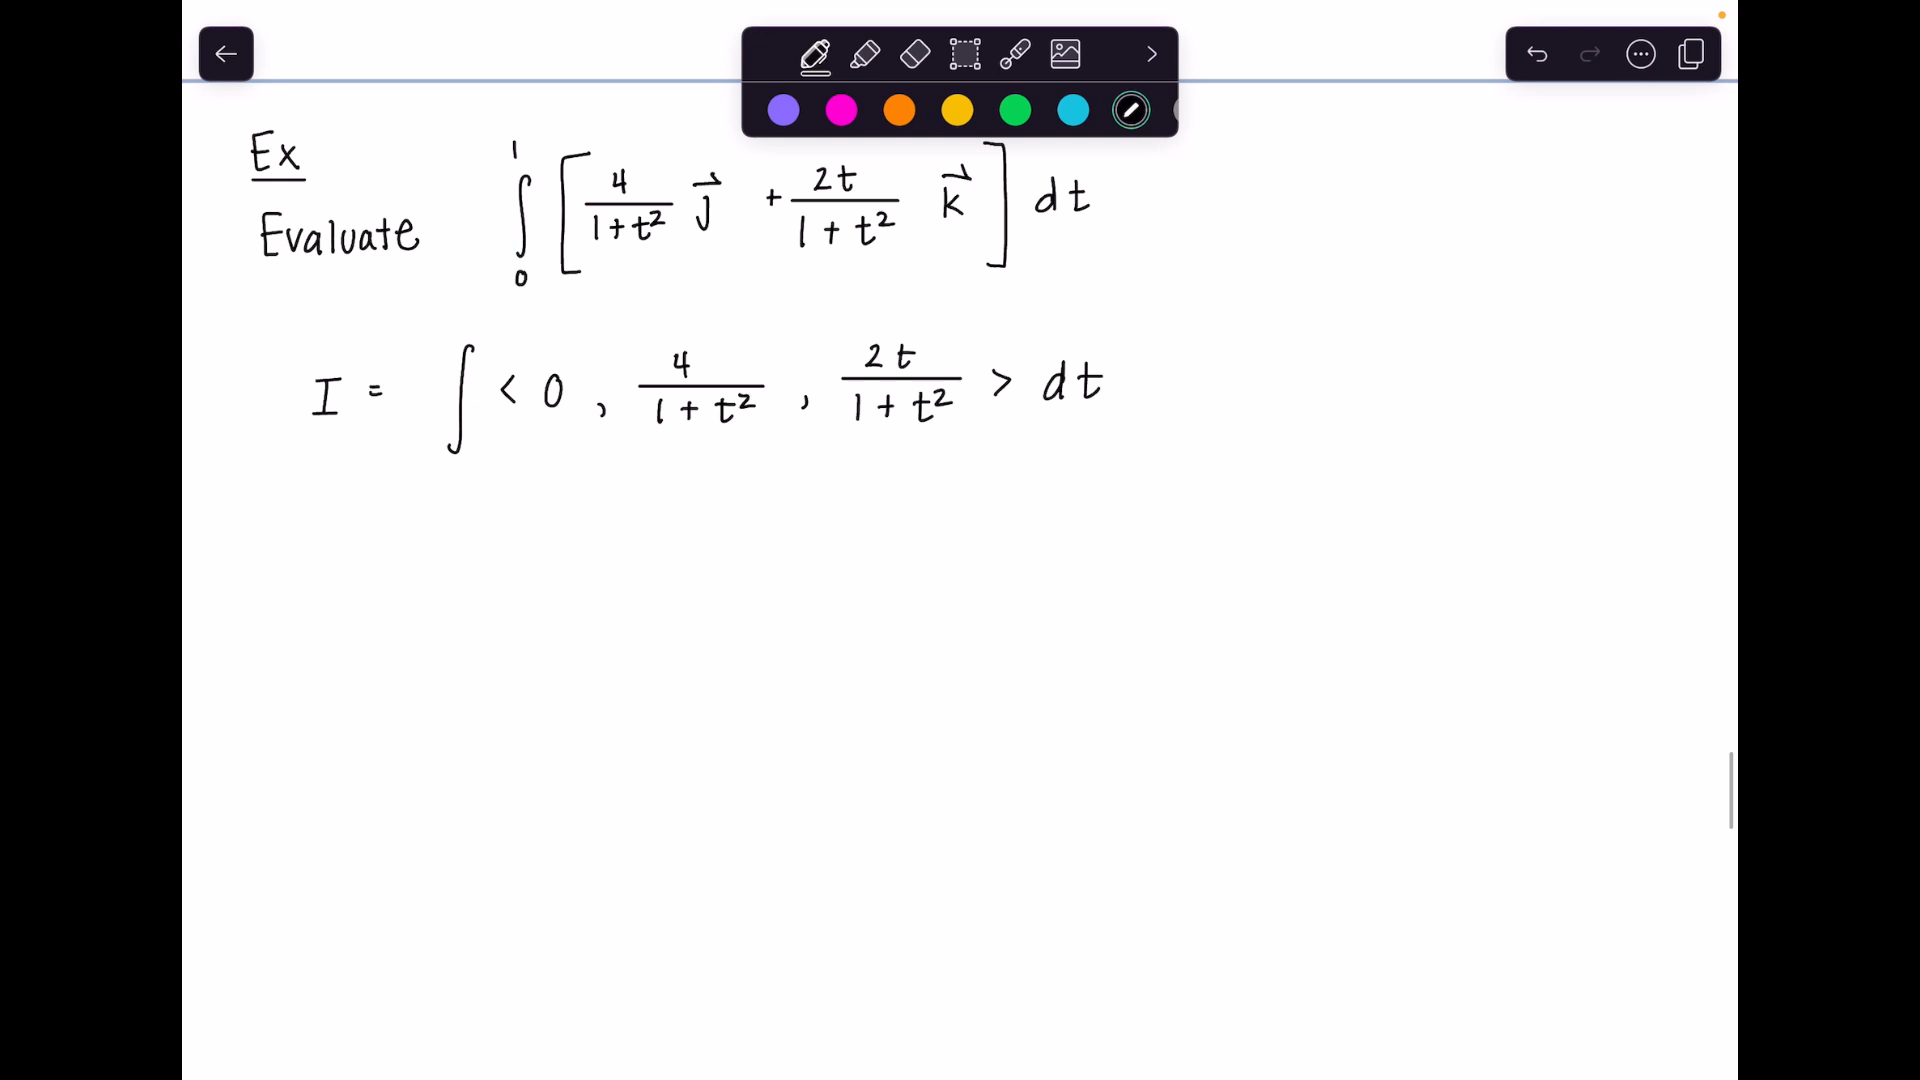 Ex
Evaluate ∫₀¹ [ 4/(1+t²) j⃗ + 2t/(1+t²) k⃗ ] dt
I = ∫ < 0 , 4/(1+t²) , 2t/(1+t²) > dt